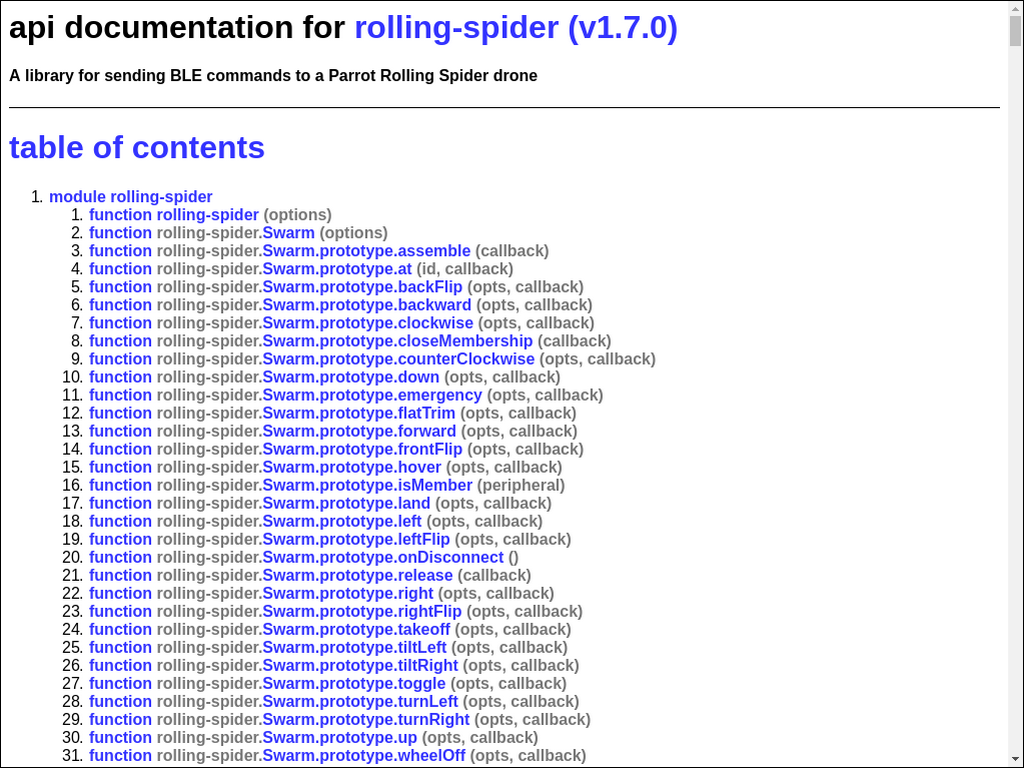 api documentation for rolling-spider (v1.7.0)
A library for sending BLE commands to a Parrot Rolling Spider drone
table of contents
1. module rolling-spider
1. function rolling-spider (options)
2. function rolling-spider.Swarm (options)
3. function rolling-spider.Swarm.prototype.assemble (callback)
4. function rolling-spider.Swarm.prototype.at (id, callback)
5. function rolling-spider.Swarm.prototype.backFlip (opts, callback)
6. function rolling-spider.Swarm.prototype.backward (opts, callback)
7. function rolling-spider.Swarm.prototype.clockwise (opts, callback)
8. function rolling-spider.Swarm.prototype.closeMembership (callback)
9. function rolling-spider.Swarm.prototype.counterClockwise (opts, callback)
10. function rolling-spider.Swarm.prototype.down (opts, callback)
11. function rolling-spider.Swarm.prototype.emergency (opts, callback)
12. function rolling-spider.Swarm.prototype.flatTrim (opts, callback)
13. function rolling-spider.Swarm.prototype.forward (opts, callback)
14. function rolling-spider.Swarm.prototype.frontFlip (opts, callback)
15. function rolling-spider.Swarm.prototype.hover (opts, callback)
16. function rolling-spider.Swarm.prototype.isMember (peripheral)
17. function rolling-spider.Swarm.prototype.land (opts, callback)
18. function rolling-spider.Swarm.prototype.left (opts, callback)
19. function rolling-spider.Swarm.prototype.leftFlip (opts, callback)
20. function rolling-spider.Swarm.prototype.onDisconnect ()
21. function rolling-spider.Swarm.prototype.release (callback)
22. function rolling-spider.Swarm.prototype.right (opts, callback)
23. function rolling-spider.Swarm.prototype.rightFlip (opts, callback)
24. function rolling-spider.Swarm.prototype.takeoff (opts, callback)
25. function rolling-spider.Swarm.prototype.tiltLeft (opts, callback)
26. function rolling-spider.Swarm.prototype.tiltRight (opts, callback)
27. function rolling-spider.Swarm.prototype.toggle (opts, callback)
28. function rolling-spider.Swarm.prototype.turnLeft (opts, callback)
29. function rolling-spider.Swarm.prototype.turnRight (opts, callback)
30. function rolling-spider.Swarm.prototype.up (opts, callback)
31. function rolling-spider.Swarm.prototype.wheelOff (opts, callback)